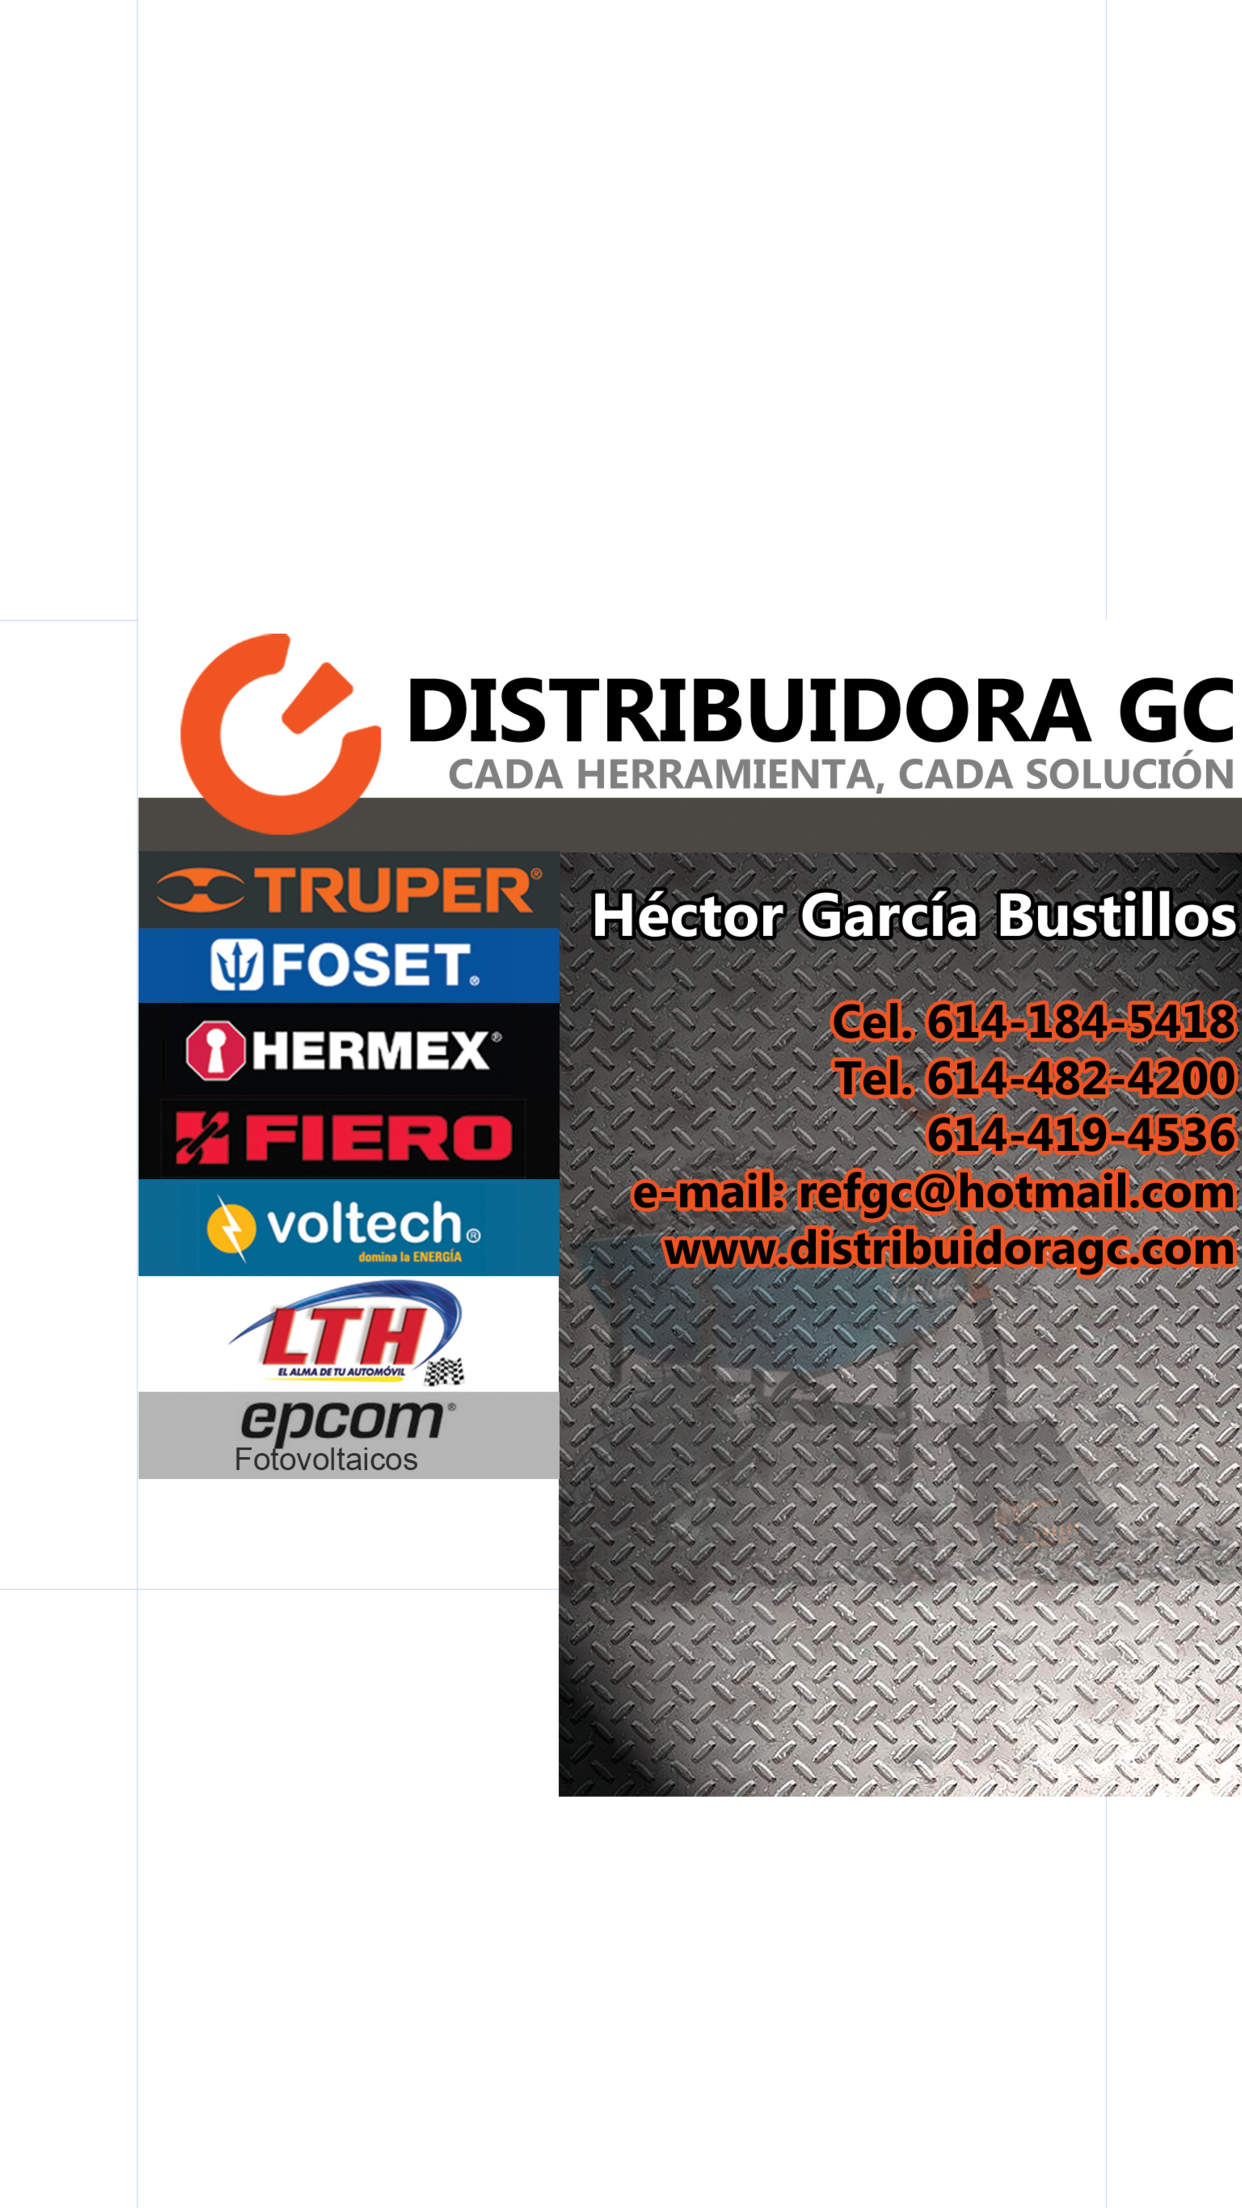 DISTRIBUIDORA GC
CADA HERRAMIENTA, CADA SOLUCIÓN
TRUPER®
FOSET®
HERMEX®
FIERO
voltech®
domina la ENERGÍA
LTH
EL ALMA DE TU AUTOMÓVIL
epcom®
Fotovoltaicos
Héctor García Bustillos
Cel. 614-184-5418
Tel. 614-482-4200
614-419-4536
e-mail: refgc@hotmail.com
www.distribuidoragc.com